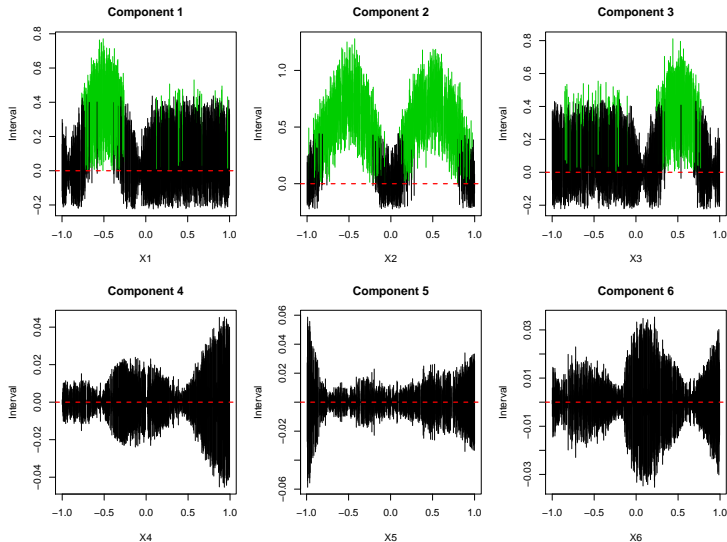 Component 1
Interval
0.8
0.6
0.4
0.2
0.0
−0.2
−1.0 −0.5 0.0 0.5 1.0
X1
Component 2
Interval
1.0
0.5
0.0
−1.0 −0.5 0.0 0.5 1.0
X2
Component 3
Interval
0.8
0.6
0.4
0.2
0.0
−0.2
−1.0 −0.5 0.0 0.5 1.0
X3
Component 4
Interval
0.04
0.02
0.00
−0.02
−0.04
−1.0 −0.5 0.0 0.5 1.0
X4
Component 5
Interval
0.06
0.02
−0.02
−0.06
−1.0 −0.5 0.0 0.5 1.0
X5
Component 6
Interval
0.03
0.01
−0.01
−0.03
−1.0 −0.5 0.0 0.5 1.0
X6